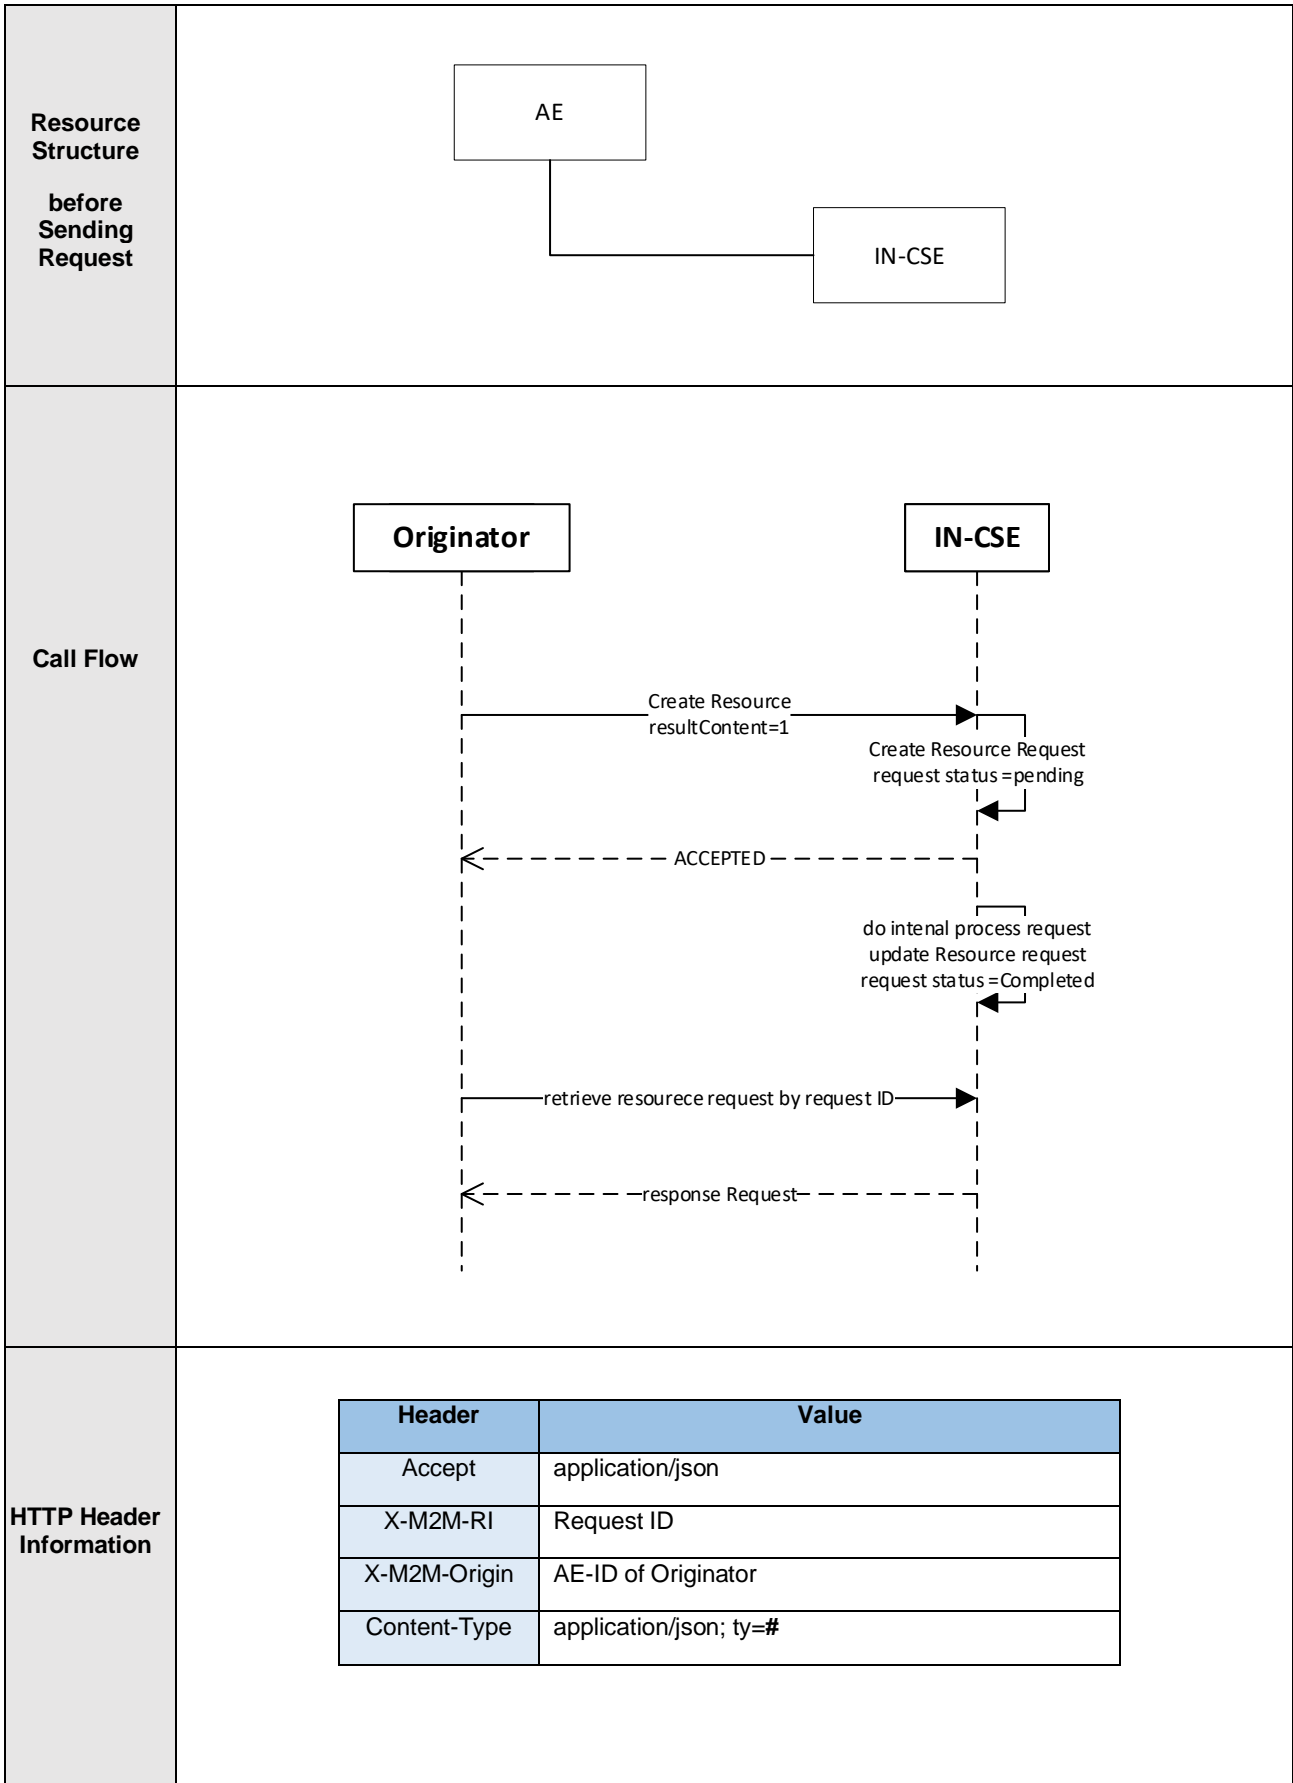 Resource
Structure
before
Sending
Request
AE
IN-CSE
Call Flow
Originator
IN-CSE
Create Resource
resultContent=1
Create Resource Request
request status =pending
ACCEPTED
do intenal process request
update Resource request
request status =Completed
retrieve resourece request by request ID
response Request
HTTP Header
Information
Header Value
Accept application/json
X-M2M-RI Request ID
X-M2M-Origin AE-ID of Originator
Content-Type application/json; ty=#